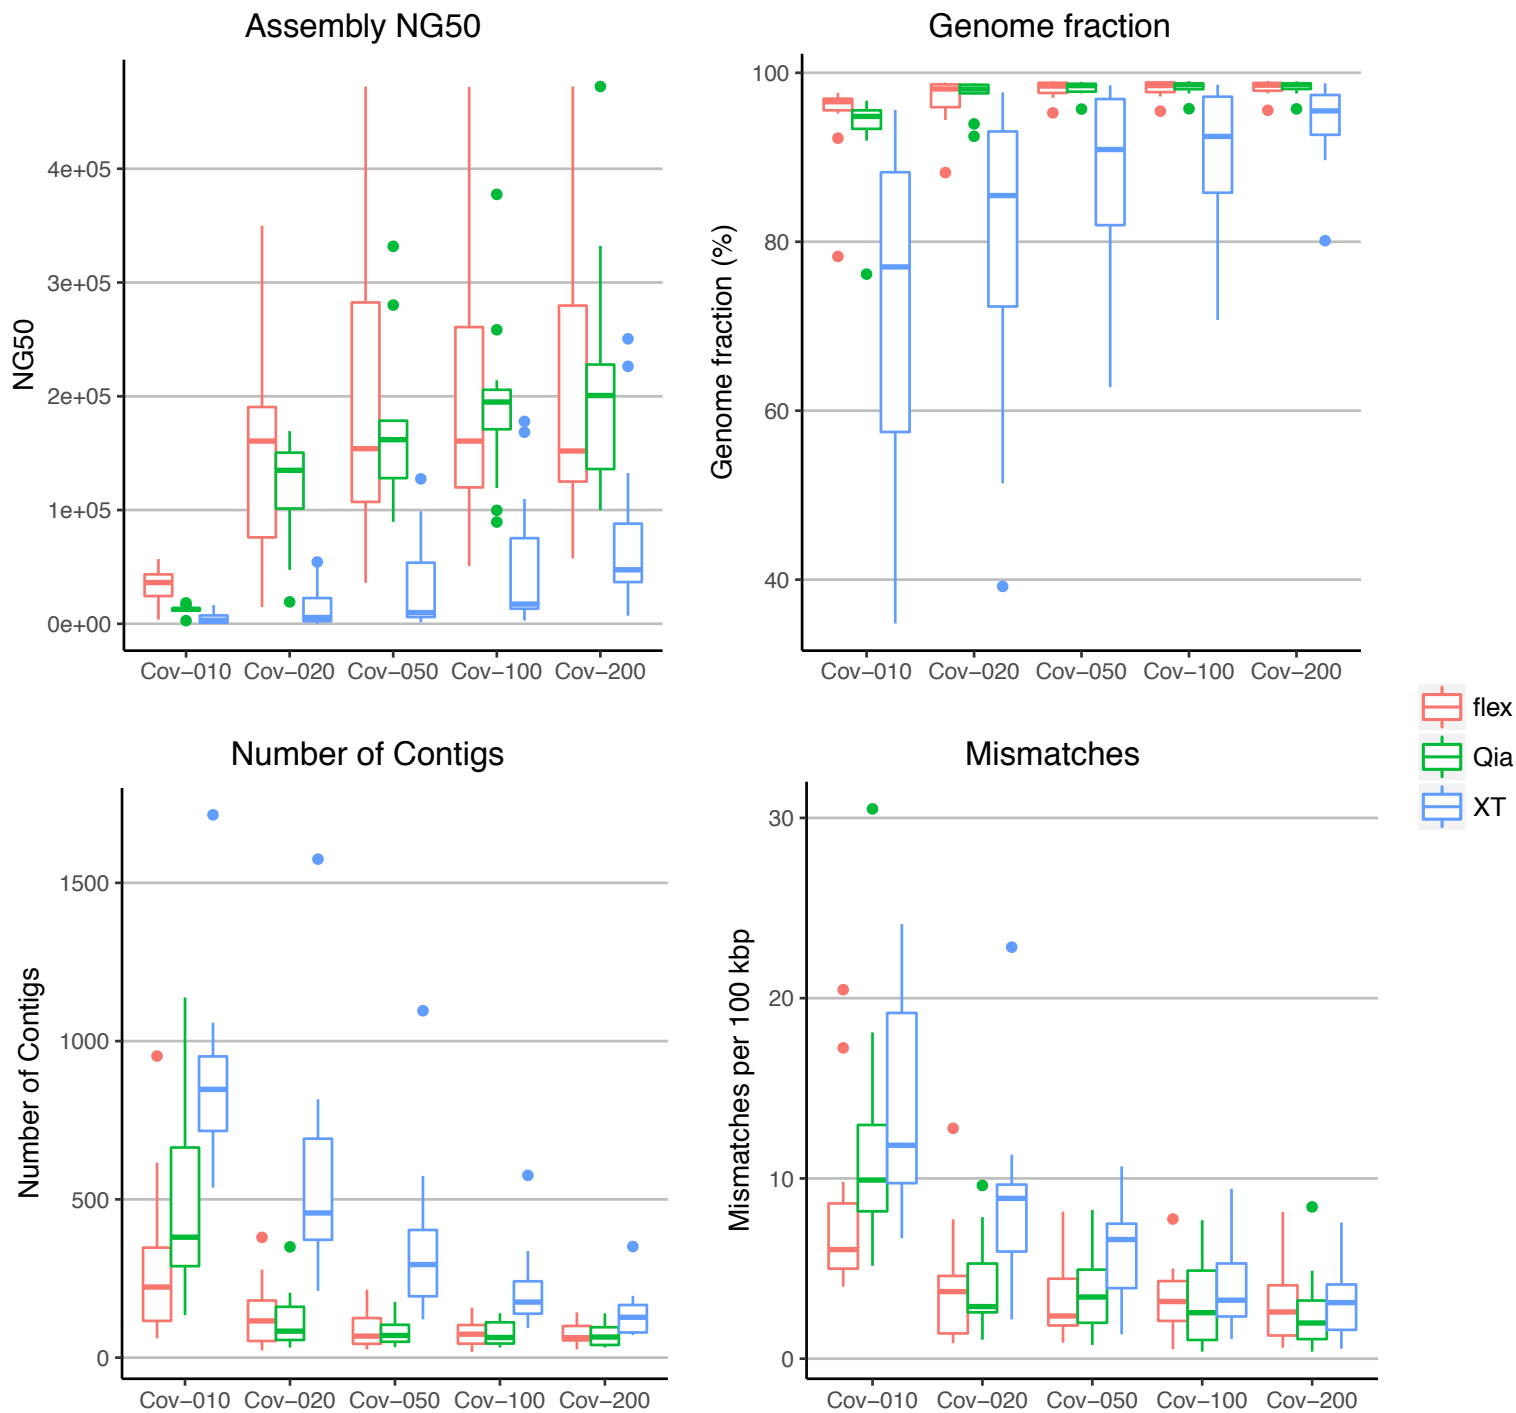 Assembly NG50
NG50
4e+05
3e+05
2e+05
1e+05
0e+00
Cov−010 Cov−020 Cov−050 Cov−100 Cov−200
Genome fraction
Genome fraction (%)
100
80
60
40
Cov−010 Cov−020 Cov−050 Cov−100 Cov−200
flex
Qia
XT
Number of Contigs
Number of Contigs
1500
1000
500
0
Cov−010 Cov−020 Cov−050 Cov−100 Cov−200
Mismatches
Mismatches per 100 kbp
30
20
10
0
Cov−010 Cov−020 Cov−050 Cov−100 Cov−200